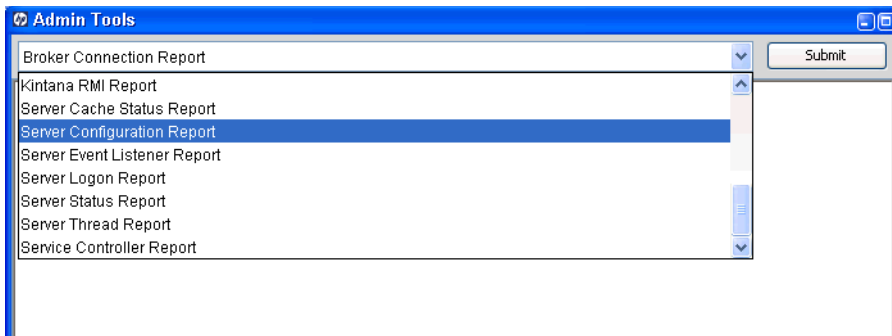 Admin Tools
Broker Connection Report
Submit
Kintana RMI Report
Server Cache Status Report
Server Configuration Report
Server Event Listener Report
Server Logon Report
Server Status Report
Server Thread Report
Service Controller Report